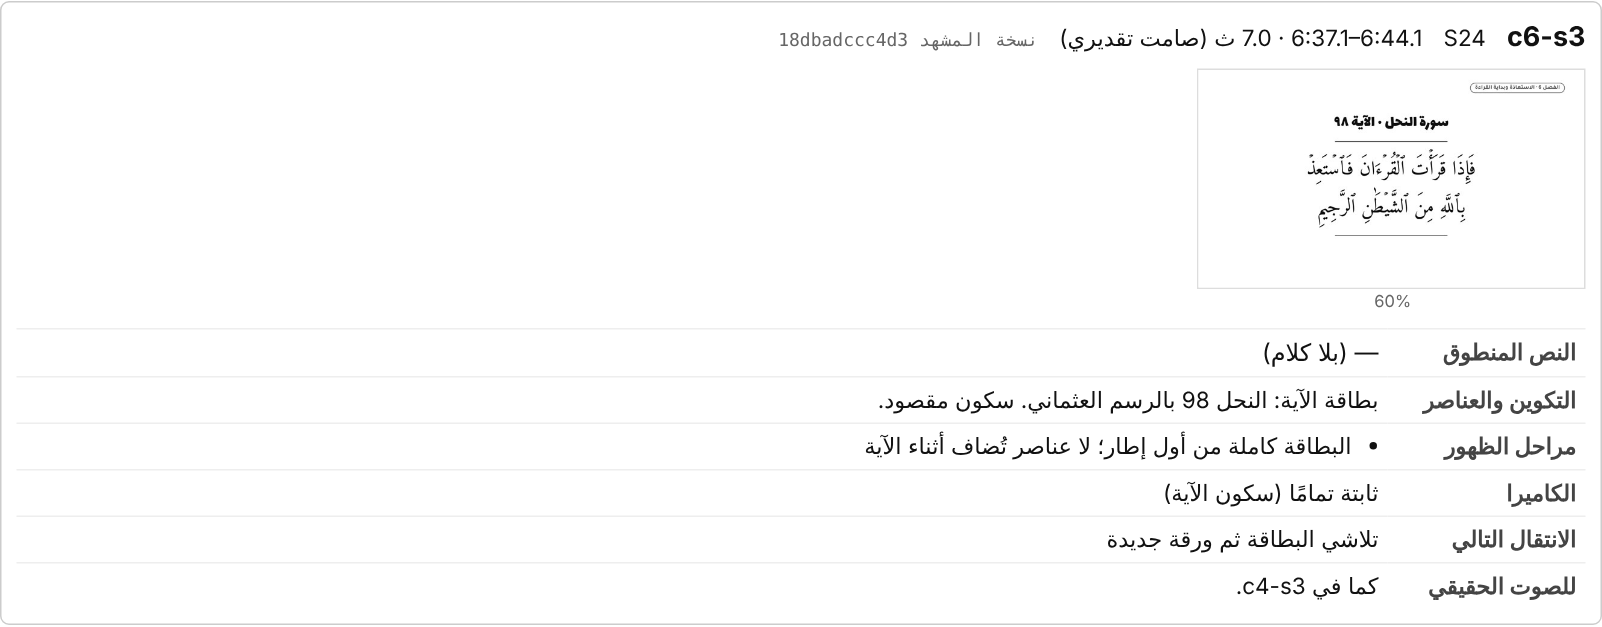 c6-s3 S24 6:37.1–6:44.1 · 7.0 ث (صامت تقديري) نسخة المشهد 18dbadccc4d3
الفصل 6 · الاستعاذة وبداية القراءة
سورة النحل · الآية ٩٨
فَإِذَا قَرَأْتَ ٱلْقُرْءَانَ فَٱسْتَعِذْ
بِٱللَّهِ مِنَ ٱلشَّيْطَٰنِ ٱلرَّجِيمِ
60%
النص المنطوق — (بلا كلام)
التكوين والعناصر بطاقة الآية: النحل 98 بالرسم العثماني. سكون مقصود.
مراحل الظهور • البطاقة كاملة من أول إطار؛ لا عناصر تُضاف أثناء الآية
الكاميرا ثابتة تمامًا (سكون الآية)
الانتقال التالي تلاشي البطاقة ثم ورقة جديدة
للصوت الحقيقي كما في c4-s3.